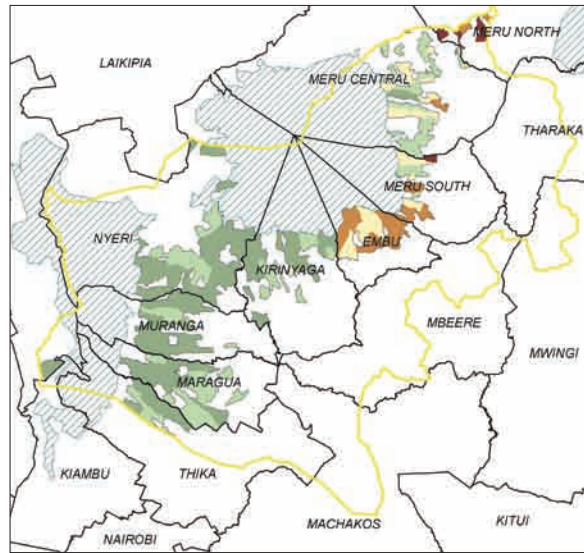 MERU NORTH
LAIKIPIA
MERU CENTRAL
THARAKA
MERU SOUTH
NYERI
EMBU
KIRINYAGA
MURANGA
MBEERE
MWINGI
MARAGUA
KIAMBU
THIKA
MACHAKOS
KITUI
NAIROBI